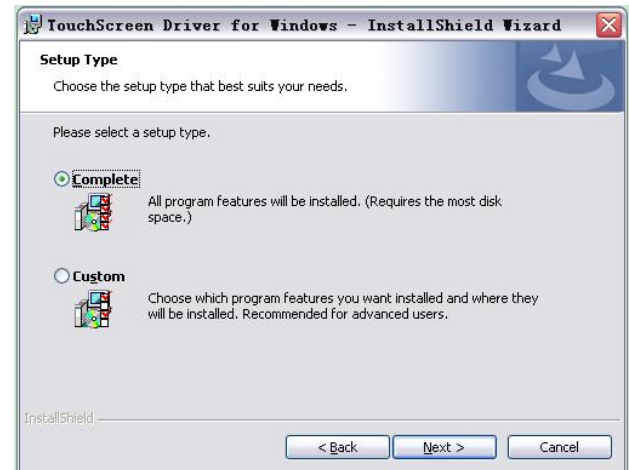 TouchScreen Driver for Windows - InstallShield Wizard
Setup Type
Choose the setup type that best suits your needs.
Please select a setup type.
Complete
All program features will be installed. (Requires the most disk
space.)
Custom
Choose which program features you want installed and where they
will be installed. Recommended for advanced users.
InstallShield
< Back Next > Cancel